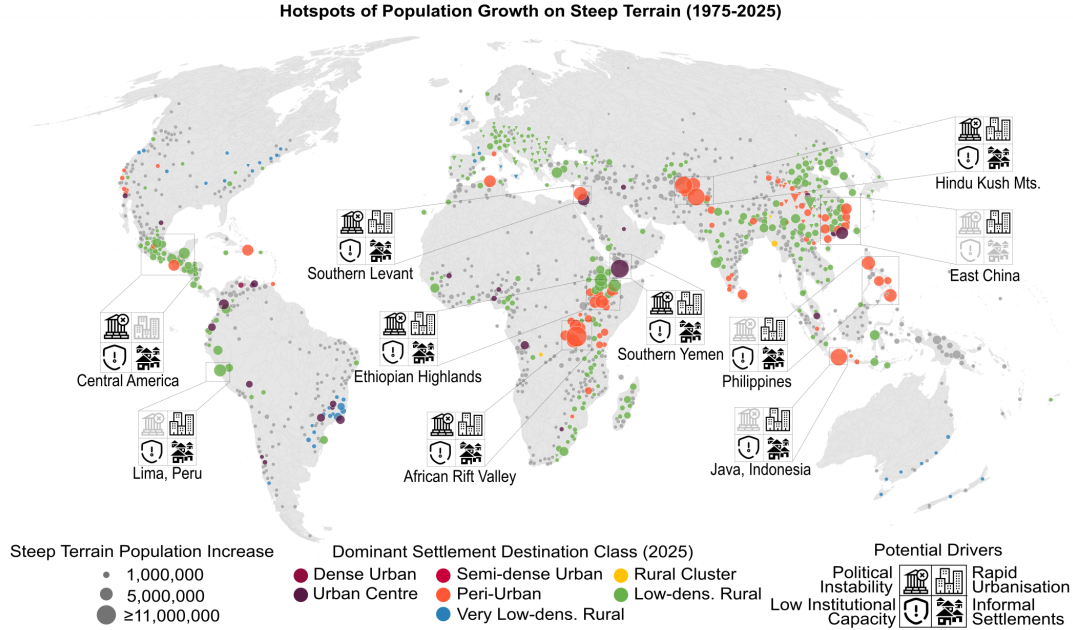 Hotspots of Population Growth on Steep Terrain (1975-2025)
Hindu Kush Mts.
Southern Levant
East China
Central America
Ethiopian Highlands
Southern Yemen
Philippines
Lima, Peru
African Rift Valley
Java, Indonesia
Steep Terrain Population Increase
1,000,000
5,000,000
≥11,000,000
Dominant Settlement Destination Class (2025)
Dense Urban
Semi-dense Urban
Rural Cluster
Urban Centre
Peri-Urban
Low-dens. Rural
Very Low-dens. Rural
Potential Drivers
Political
Instability
Rapid
Urbanisation
Low Institutional
Capacity
Informal
Settlements